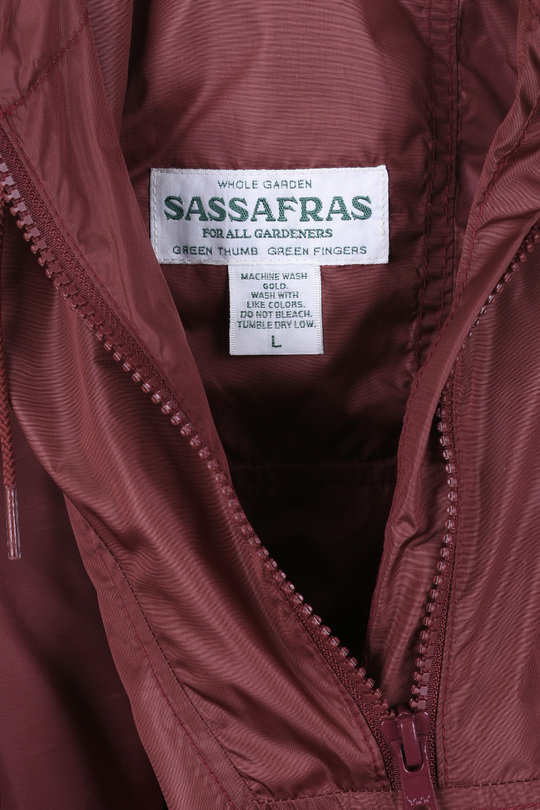 WHOLE GARDEN
SASSAFRAS
FOR ALL GARDENERS
GREEN THUMB GREEN FINGERS
MACHINE WASH
GOLD.
WASH WITH
LIKE COLORS.
DO NOT BLEACH.
TUMBLE DRY LOW.
L